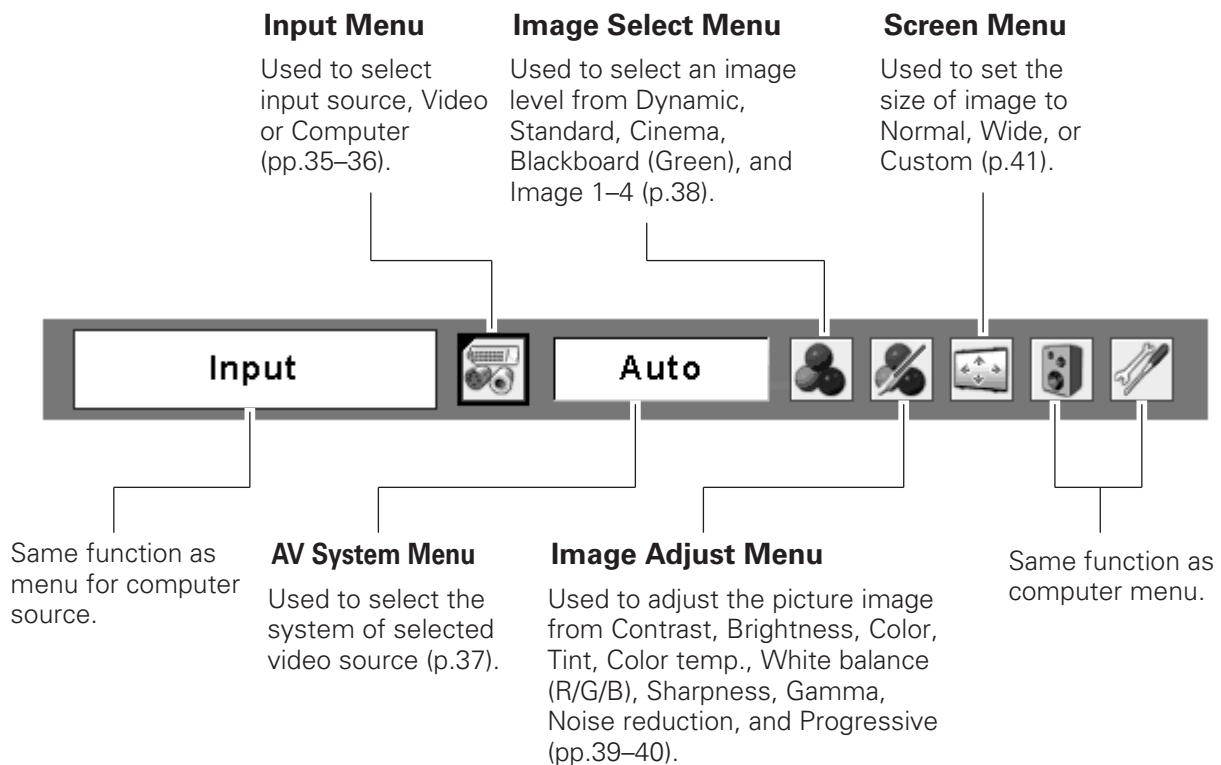 Input Menu
Used to select
input source, Video
or Computer
(pp.35–36).
Image Select Menu
Used to select an image
level from Dynamic,
Standard, Cinema,
Blackboard (Green), and
Image 1–4 (p.38).
Screen Menu
Used to set the
size of image to
Normal, Wide, or
Custom (p.41).
Input
Auto
Same function as
menu for computer
source.
AV System Menu
Used to select the
system of selected
video source (p.37).
Image Adjust Menu
Used to adjust the picture image
from Contrast, Brightness, Color,
Tint, Color temp., White balance
(R/G/B), Sharpness, Gamma,
Noise reduction, and Progressive
(pp.39–40).
Same function as
computer menu.